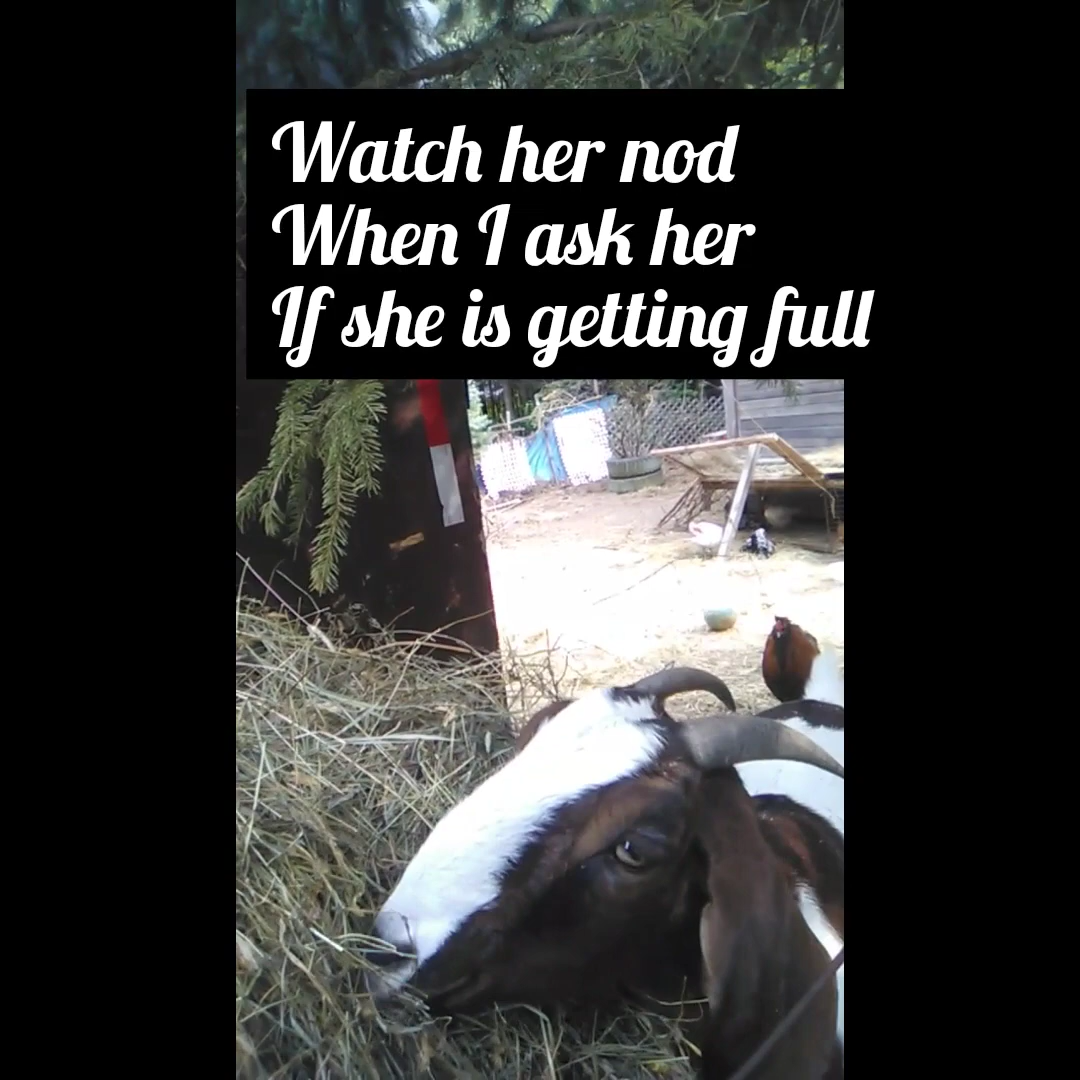 Watch her nod
When I ask her
If she is getting full